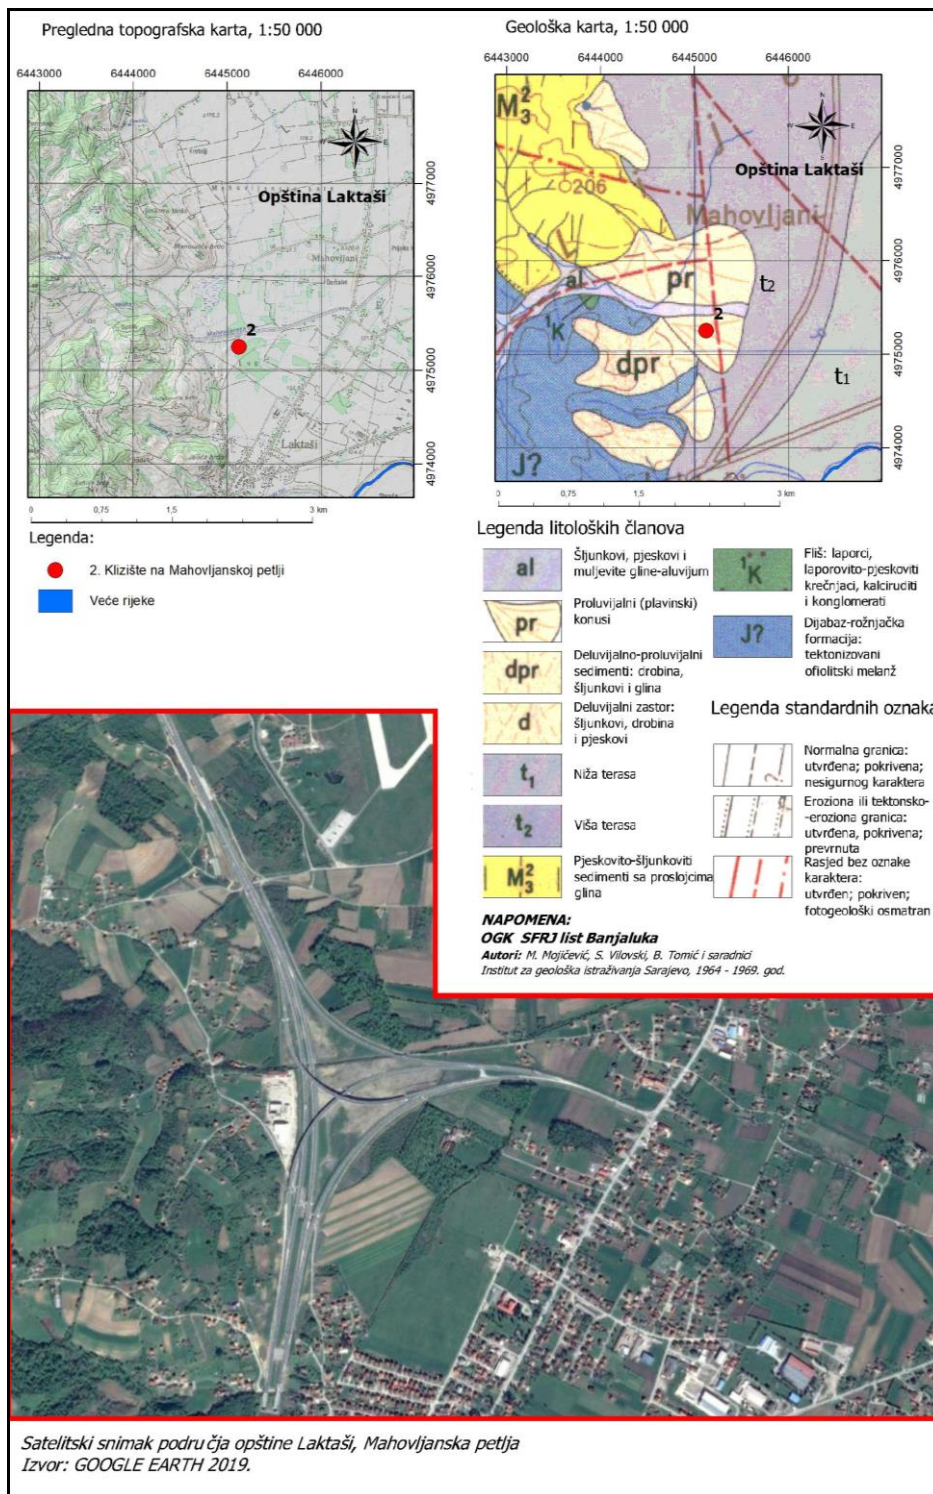 Pregledna topografska karta, 1:50 000
6443000
6444000
6445000
6446000
4977000
4976000
4975000
4974000
N
E
Opština Laktaši
Mahovljani
2
Laktaši
0
0,75
1,5
3 km
Legenda:
2. Klizište na Mahovljanskoj petlji
Veće rijeke
Geološka karta, 1:50 000
6443000
6444000
6445000
6446000
4977000
4976000
4975000
4974000
N
E
Opština Laktaši
M₃²
206
Mahovljani
al
pr
t2
¹K
2
dpr
t1
J?
0
0,75
1,5
3 km
Legenda litoloških članova
al
Šljunkovi, pjeskovi i
muljevite gline-aluvijum
pr
Proluvijalni (plavinski)
konusi
dpr
Deluvijalno-proluvijalni
sedimenti: drobina,
šljunkovi i glina
d
Deluvijalni zastor:
šljunkovi, drobina
i pjeskovi
t₁
Niža terasa
t₂
Viša terasa
M₃²
Pjeskovito-šljunkoviti
sedimenti sa proslojcima
glina
¹K
Fliš: laporci,
laporovito-pjeskoviti
krečnjaci, kalciruditi
i konglomerati
J?
Dijabaz-rožnjačka
formacija:
tektonizovani
ofiolitski melanž
Legenda standardnih oznaka
Normalna granica:
utvrđena; pokrivena;
nesigurnog karaktera
Eroziona ili tektonsko-
-eroziona granica:
utvrđena, pokrivena;
prevrnuta
Rasjed bez oznake
karaktera:
utvrđen; pokriven;
fotogeološki osmatran
NAPOMENA:
OGK SFRJ list Banjaluka
Autori: M. Mojićević, S. Vilovski, B. Tomić i saradnici
Institut za geološka istraživanja Sarajevo, 1964 - 1969. god.
Satelitski snimak područja opštine Laktaši, Mahovljanska petlja
Izvor: GOOGLE EARTH 2019.